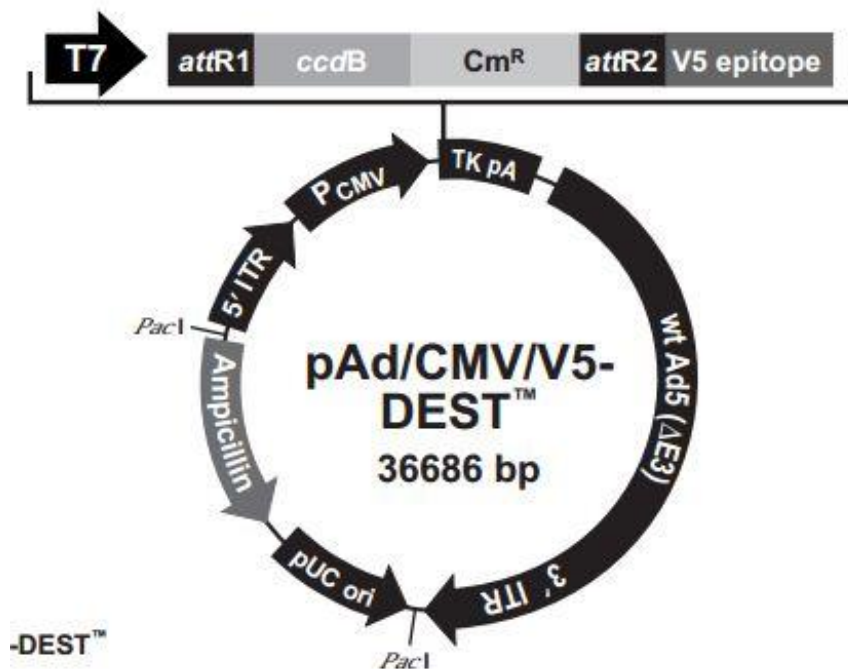 T7 attR1 ccdB CmR attR2 V5 epitope
PCMV
TK pA
5′ ITR
PacI
wt Ad5 (ΔE3)
pAd/CMV/V5-
DEST™
36686 bp
Ampicillin
pUC ori
3′ ITR
PacI
-DEST™